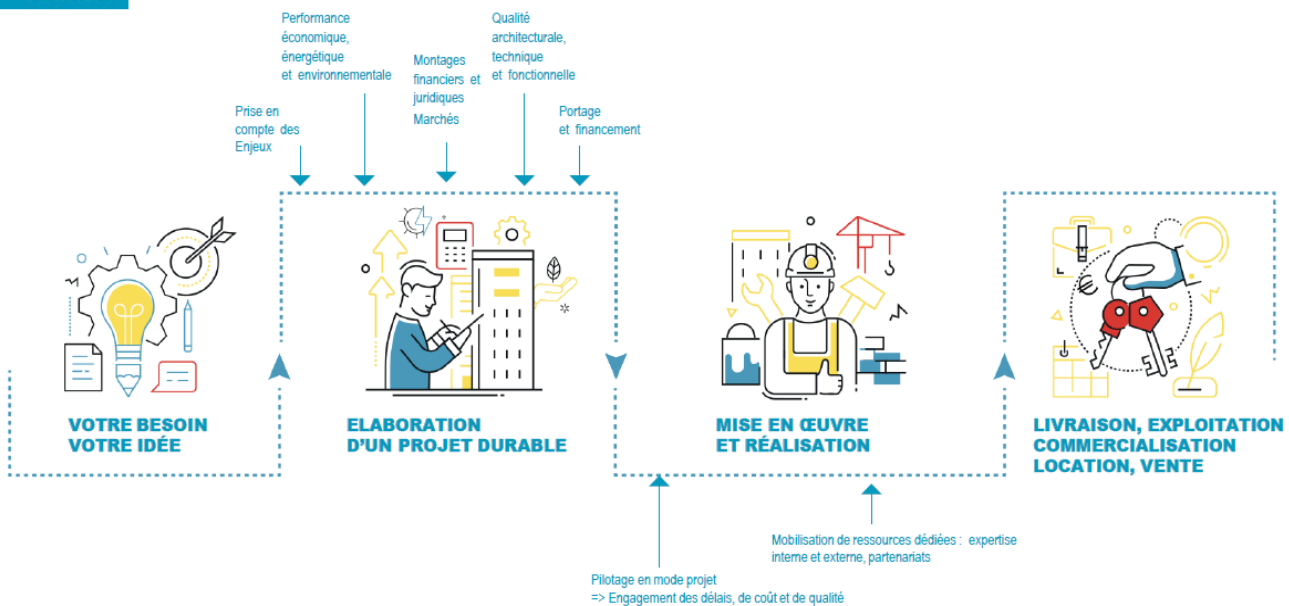 Performance
économique,
énergétique
et environnementale
Qualité
architecturale,
technique
et fonctionnelle
Montages
financiers et
juridiques
Marchés
Prise en
compte des
Enjeux
Portage
et financement
VOTRE BESOIN
VOTRE IDÉE
ELABORATION
D'UN PROJET DURABLE
MISE EN ŒUVRE
ET RÉALISATION
LIVRAISON, EXPLOITATION
COMMERCIALISATION
LOCATION, VENTE
Mobilisation de ressources dédiées : expertise
interne et externe, partenariats
Pilotage en mode projet
=> Engagement des délais, de coût et de qualité